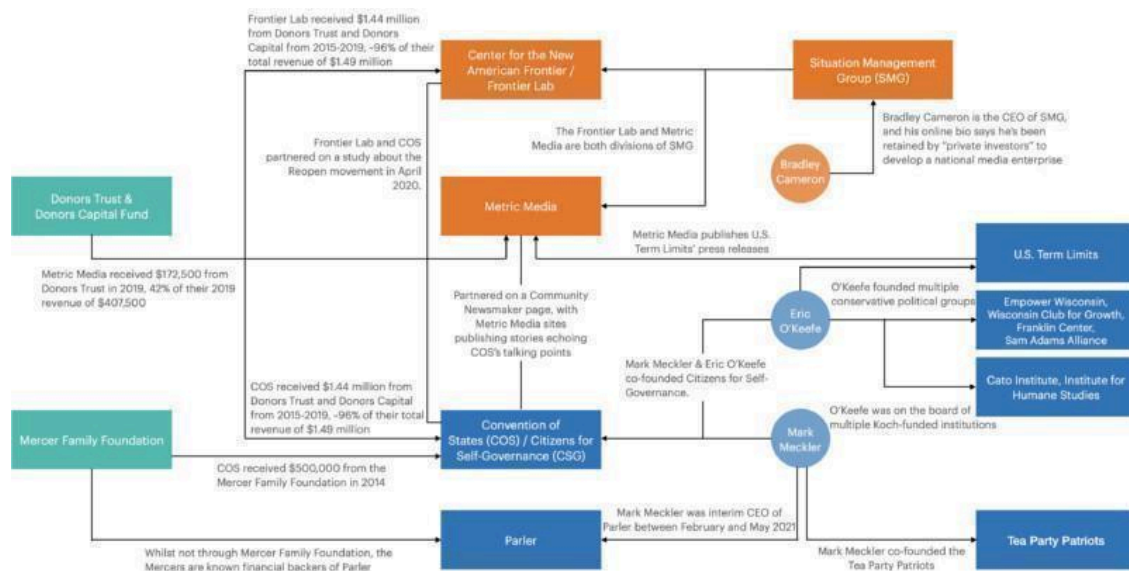 Frontier Lab received $1.44 million
from Donors Trust and Donors
Capital from 2015-2019, ~96% of their
total revenue of $1.49 million
Center for the New
American Frontier /
Frontier Lab
Situation Management
Group (SMG)
Bradley Cameron is the CEO of SMG,
and his online bio says he's been
retained by "private investors" to
develop a national media enterprise
Bradley
Cameron
The Frontier Lab and Metric
Media are both divisions of SMG
Frontier Lab and COS
partnered on a study about the
Reopen movement in April
2020.
Donors Trust &
Donors Capital Fund
Metric Media
Metric Media publishes U.S.
Term Limits' press releases
U.S. Term Limits
Metric Media received $172,500 from
Donors Trust in 2019, 42% of their 2019
revenue of $407,500
Partnered on a Community
Newsmaker page, with
Metric Media sites
publishing stories echoing
COS's talking points
Eric
O'Keefe
O'Keefe founded multiple
conservative political groups
Empower Wisconsin,
Wisconsin Club for Growth,
Franklin Center,
Sam Adams Alliance
Mark Meckler & Eric O'Keefe
co-founded Citizens for Self-
Governance.
Cato Institute, Institute for
Humane Studies
COS received $1.44 million from
Donors Trust and Donors Capital
from 2015-2019, ~96% of their total
revenue of $1.49 million
O'Keefe was on the board of
multiple Koch-funded institutions
Mercer Family Foundation
Convention of
States (COS) / Citizens for
Self-Governance (CSG)
Mark
Meckler
COS received $500,000 from the
Mercer Family Foundation in 2014
Mark Meckler was interim CEO of
Parler between February and May 2021
Parler
Tea Party Patriots
Whilst not through Mercer Family Foundation, the
Mercers are known financial backers of Parler
Mark Meckler co-founded the
Tea Party Patriots